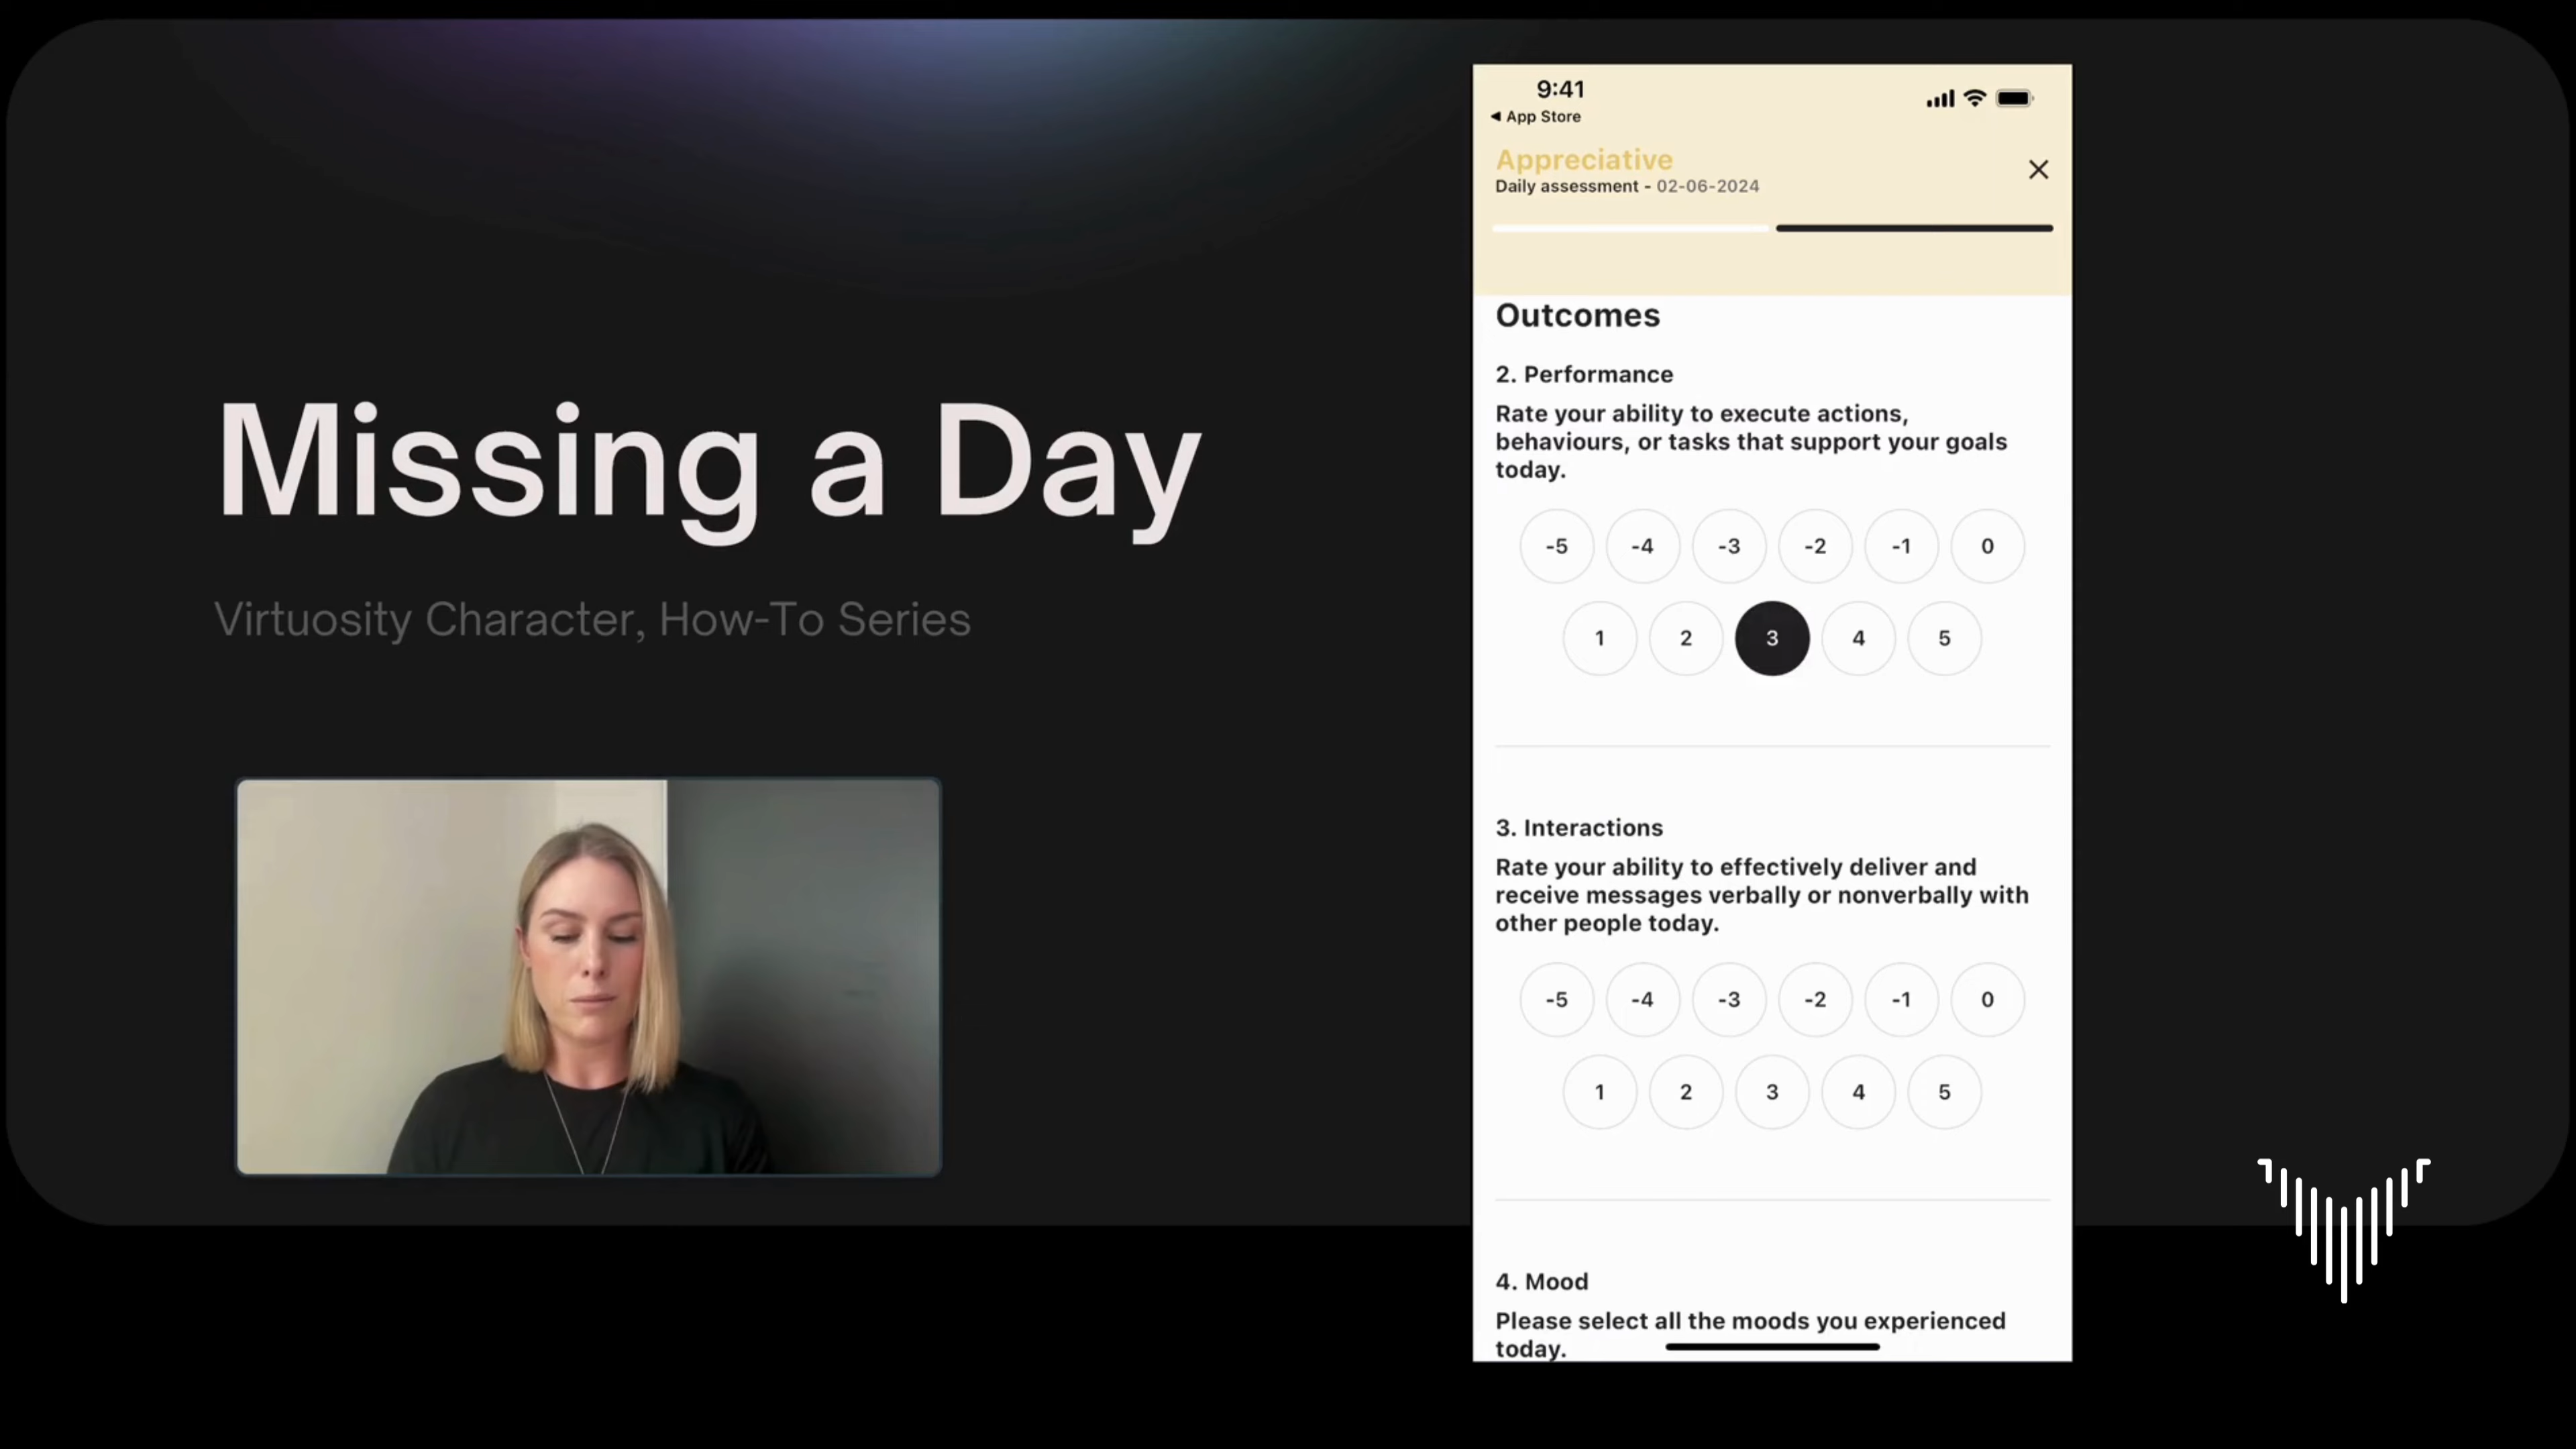 Missing a Day
Virtuosity Character, How-To Series
9:41
◀ App Store
Appreciative
Daily assessment - 02-06-2024
Outcomes
2. Performance
Rate your ability to execute actions,
behaviours, or tasks that support your goals
today.
-5 -4 -3 -2 -1 0
1 2 3 4 5
3. Interactions
Rate your ability to effectively deliver and
receive messages verbally or nonverbally with
other people today.
-5 -4 -3 -2 -1 0
1 2 3 4 5
4. Mood
Please select all the moods you experienced
today.